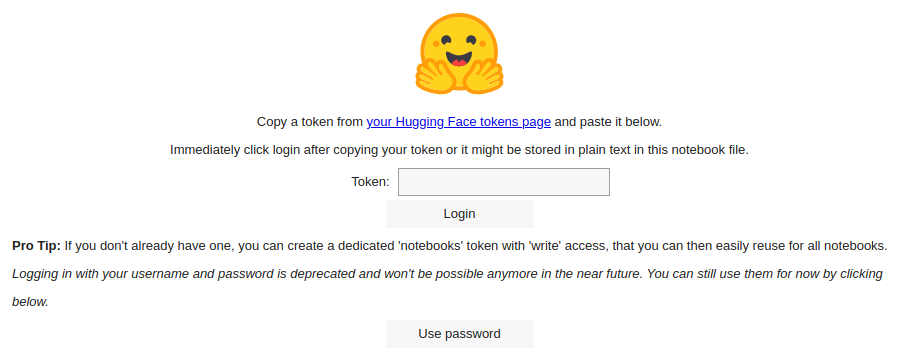 Copy a token from your Hugging Face tokens page and paste it below.
Immediately click login after copying your token or it might be stored in plain text in this notebook file.
Token:
Login
Pro Tip: If you don't already have one, you can create a dedicated 'notebooks' token with 'write' access, that you can then easily reuse for all notebooks.
Logging in with your username and password is deprecated and won't be possible anymore in the near future. You can still use them for now by clicking
below.
Use password